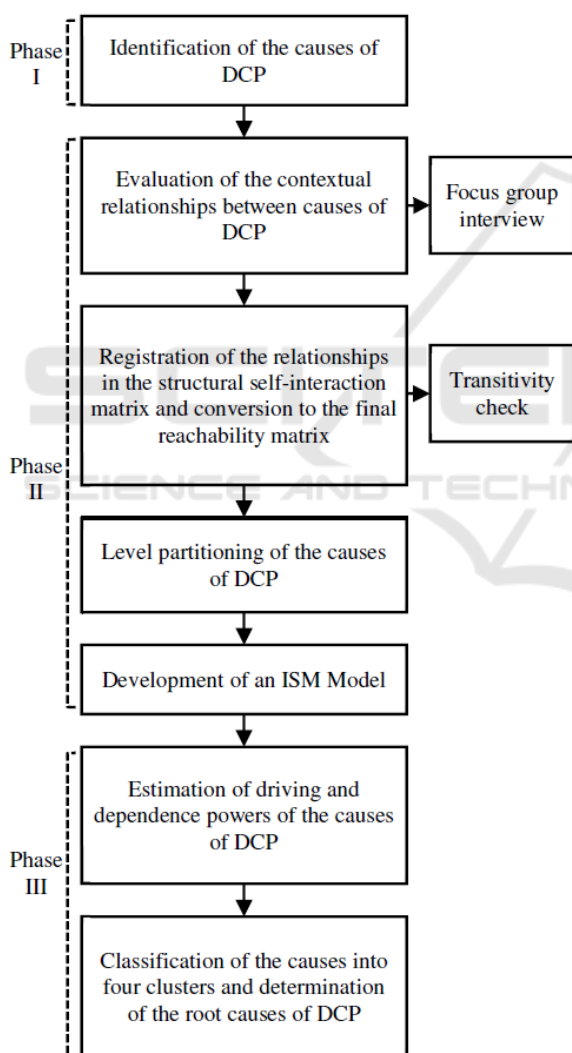 Phase
I
Identification of the causes of
DCP
Evaluation of the contextual
relationships between causes of
DCP
Focus group
interview
Registration of the relationships
in the structural self-interaction
matrix and conversion to the final
reachability matrix
Transitivity
check
Phase
II
Level partitioning of the causes
of DCP
Development of an ISM Model
Estimation of driving and
dependence powers of the causes
of DCP
Phase
III
Classification of the causes into
four clusters and determination
of the root causes of DCP
SCIENCE AND